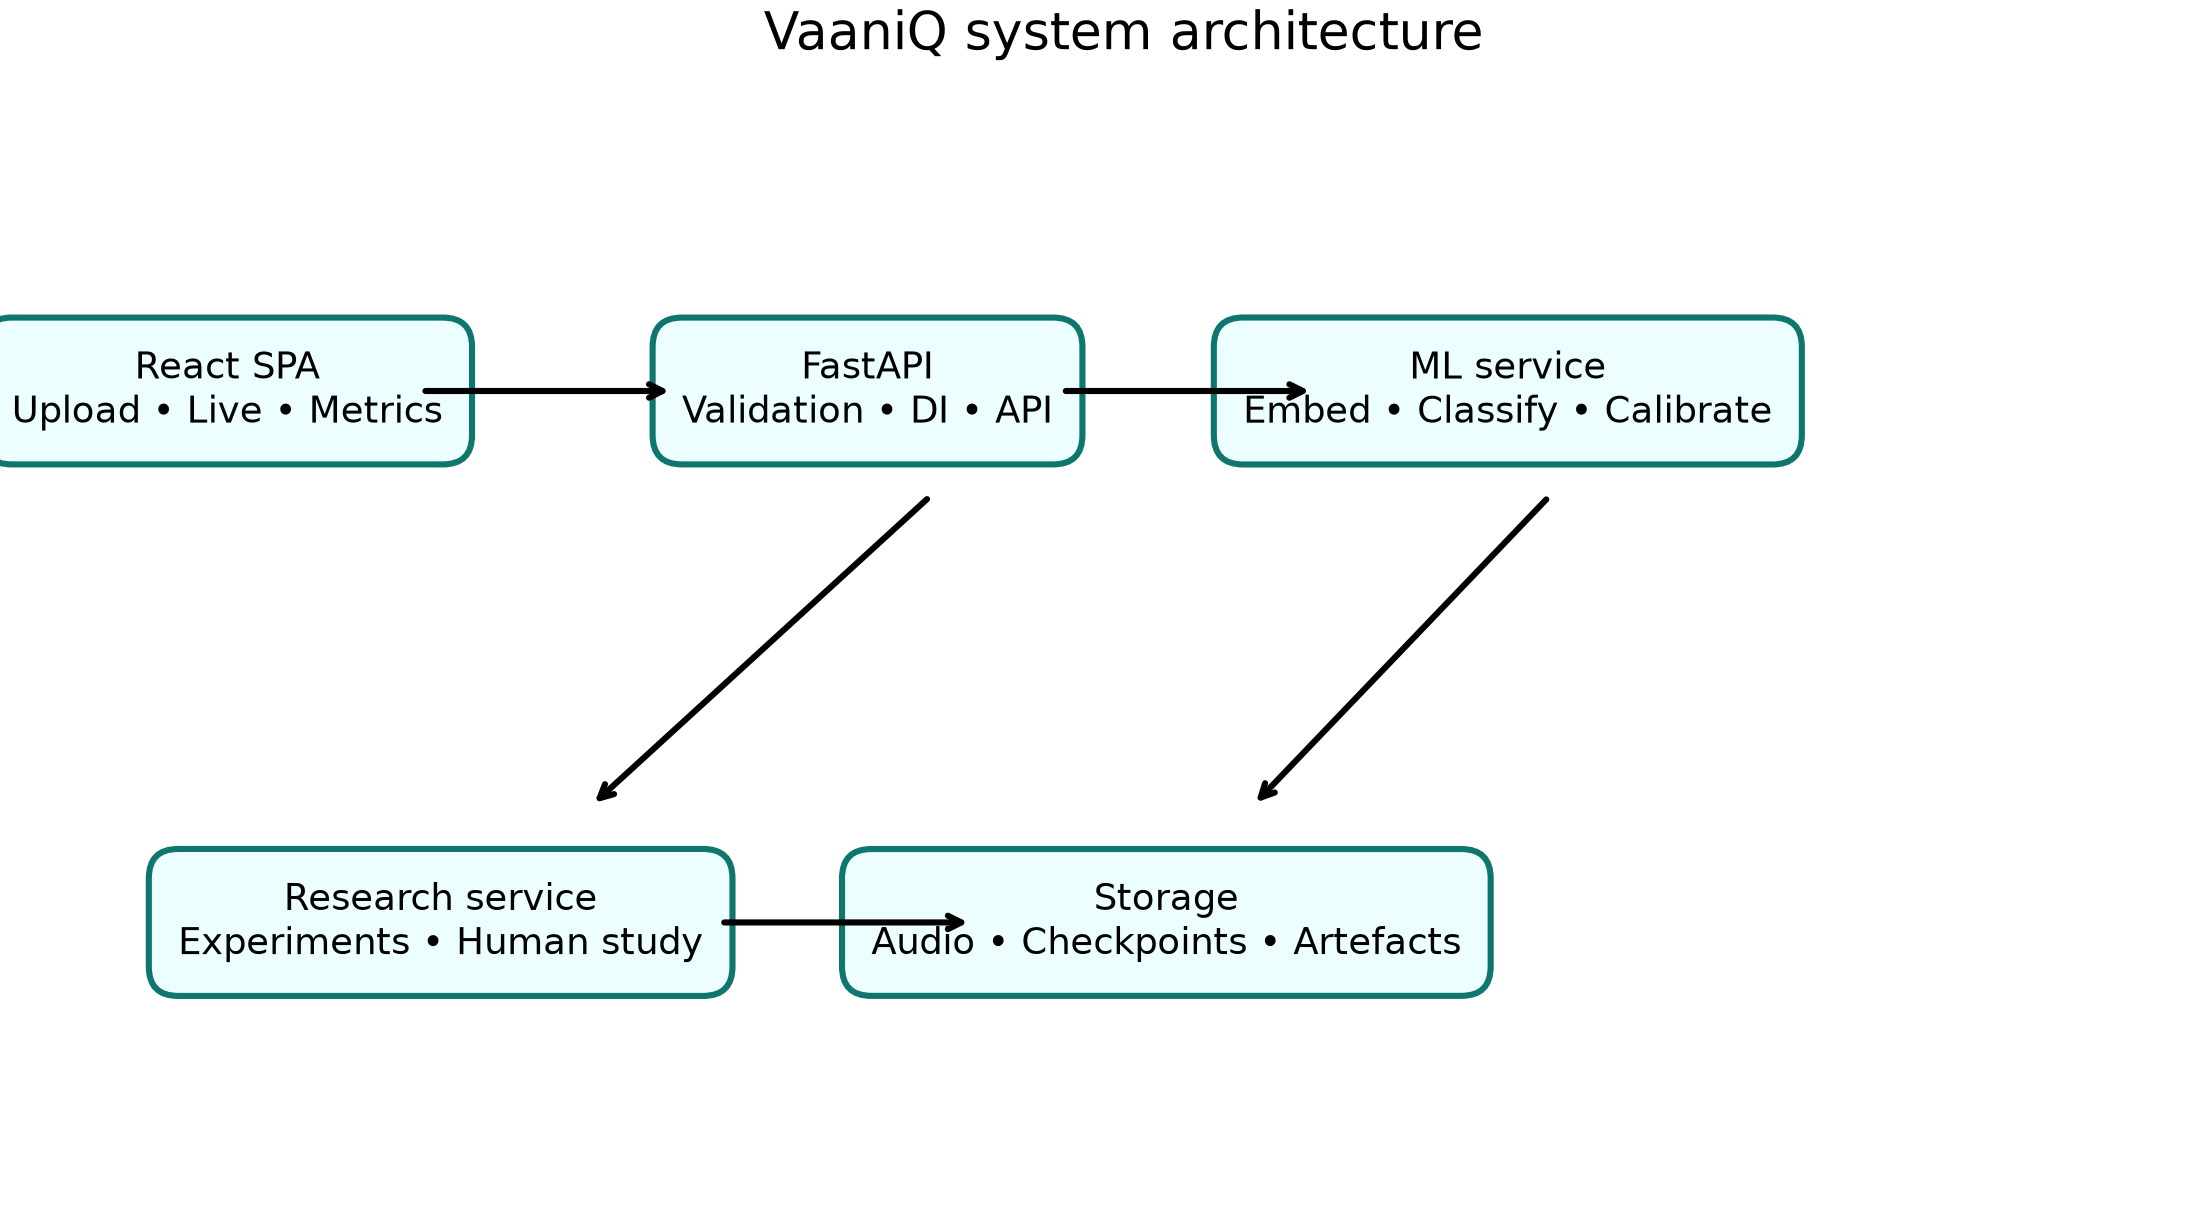 VaaniQ system architecture
React SPA
Upload • Live • Metrics
FastAPI
Validation • DI • API
ML service
Embed • Classify • Calibrate
Research service
Experiments • Human study
Storage
Audio • Checkpoints • Artefacts